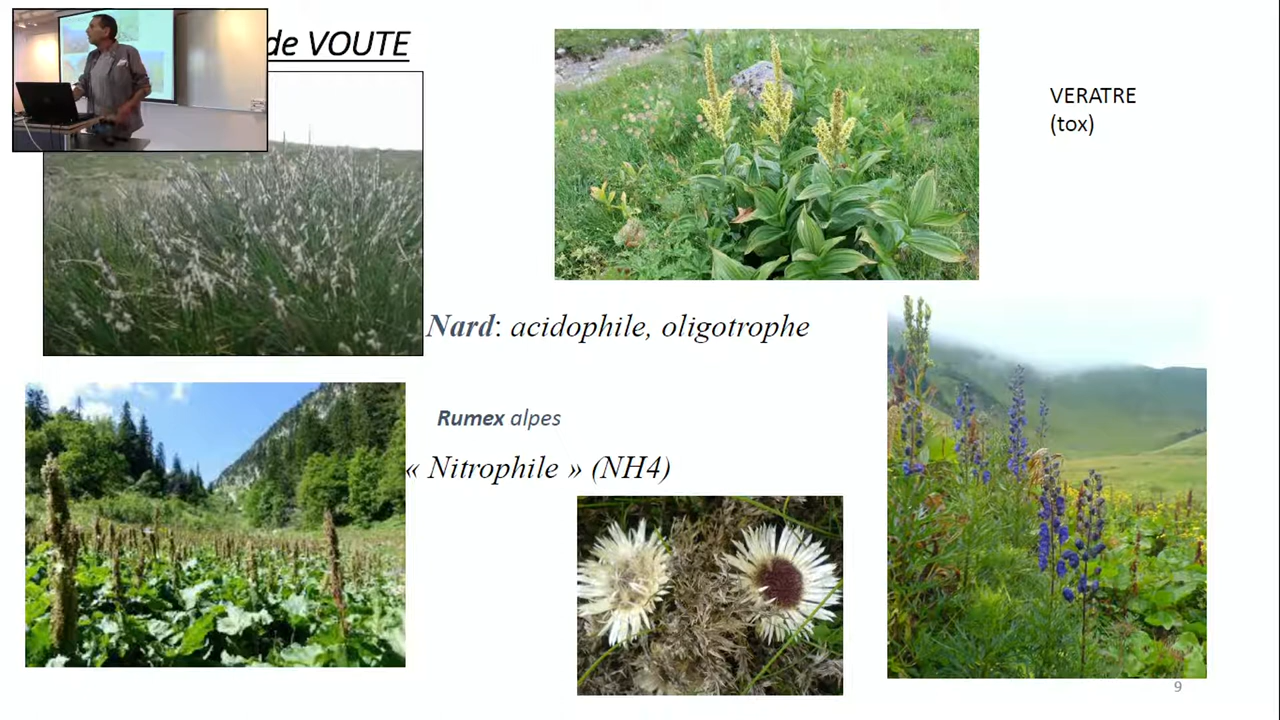 de VOUTE
VERATRE
(tox)
Nard: acidophile, oligotrophe
Rumex alpes
« Nitrophile » (NH4)
9